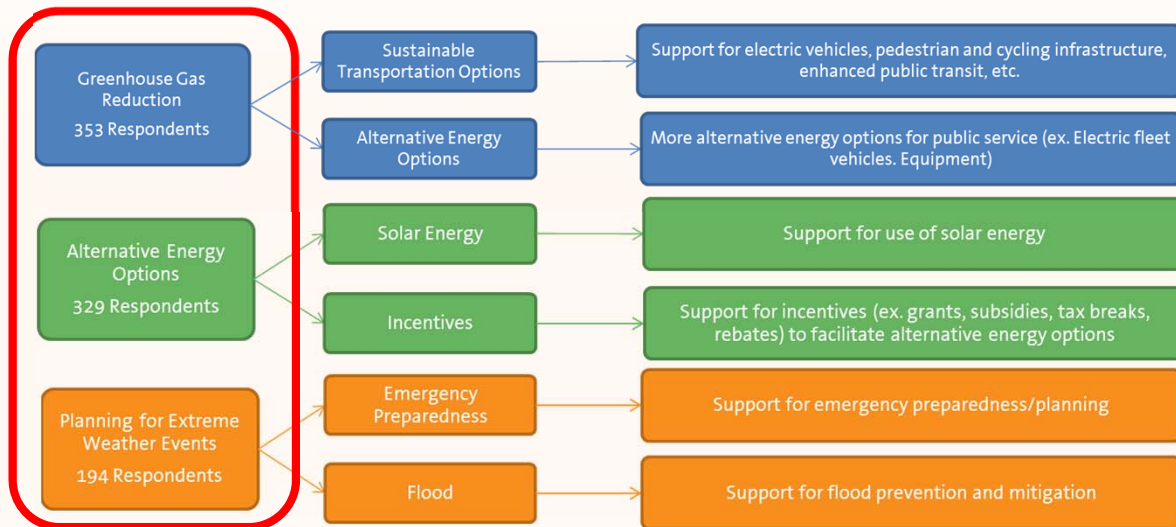 Greenhouse Gas
Reduction
353 Respondents
Sustainable
Transportation Options
Support for electric vehicles, pedestrian and cycling infrastructure,
enhanced public transit, etc.
Alternative Energy
Options
More alternative energy options for public service (ex. Electric fleet
vehicles. Equipment)
Alternative Energy
Options
329 Respondents
Solar Energy
Support for use of solar energy
Incentives
Support for incentives (ex. grants, subsidies, tax breaks,
rebates) to facilitate alternative energy options
Planning for Extreme
Weather Events
194 Respondents
Emergency
Preparedness
Support for emergency preparedness/planning
Flood
Support for flood prevention and mitigation